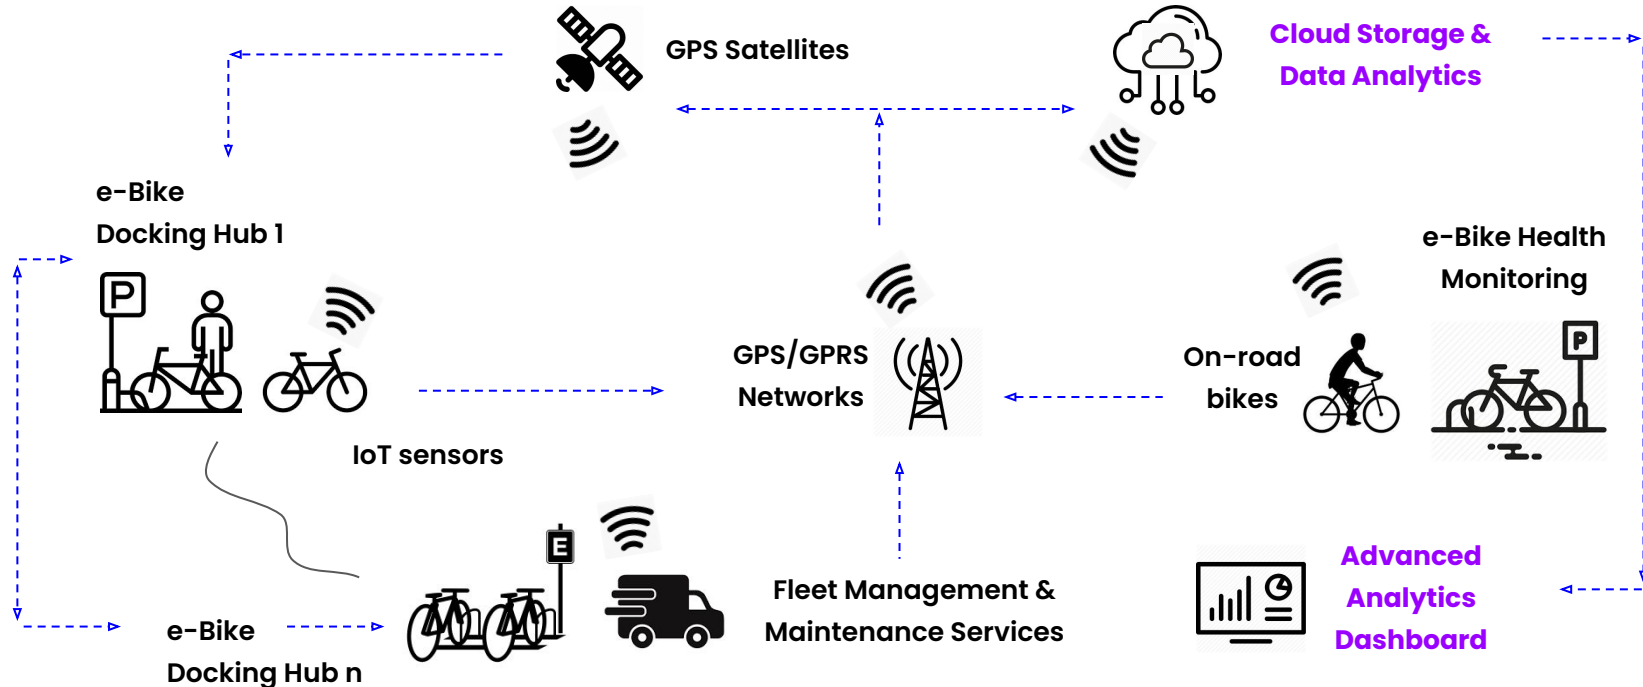 GPS Satellites
Cloud Storage &
Data Analytics
e-Bike
Docking Hub 1
P
e-Bike Health
Monitoring
P
GPS/GPRS
Networks
On-road
bikes
IoT sensors
E
Fleet Management &
Maintenance Services
Advanced
Analytics
Dashboard
e-Bike
Docking Hub n